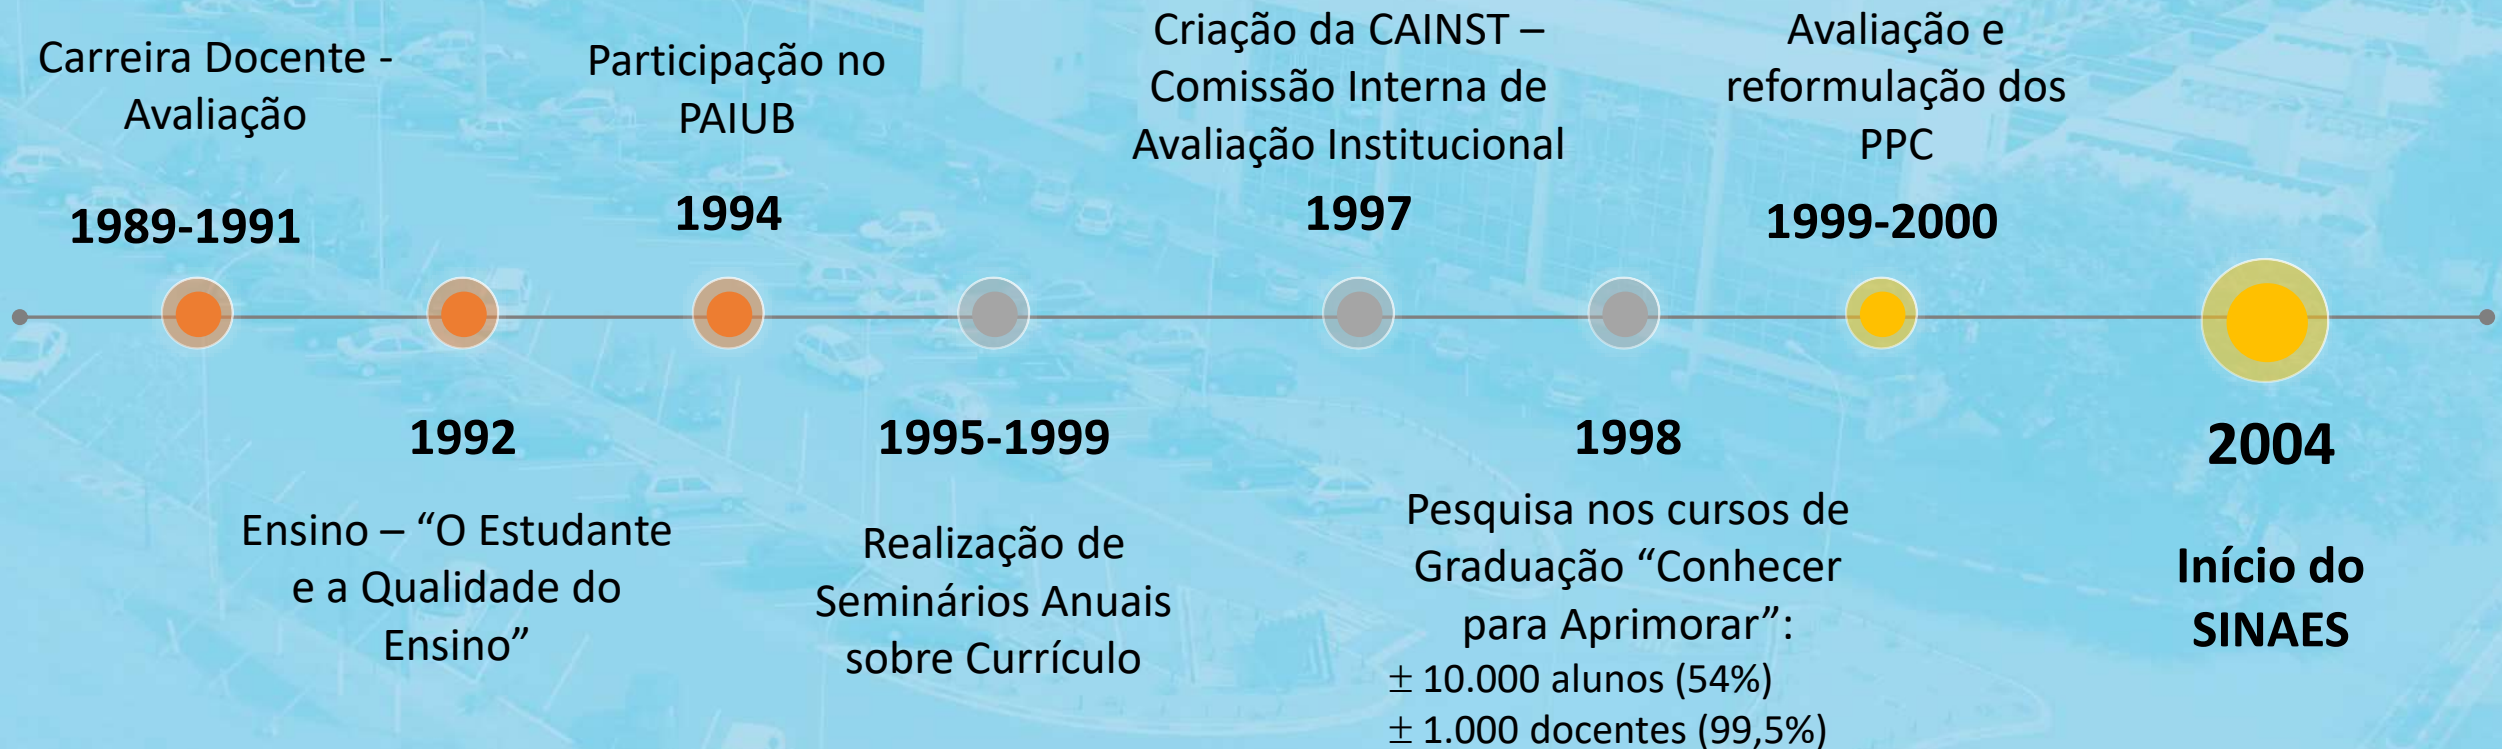 Carreira Docente -
Avaliação
1989-1991
1992
Ensino – “O Estudante
e a Qualidade do
Ensino”
Participação no
PAIUB
1994
1995-1999
Realização de
Seminários Anuais
sobre Currículo
Criação da CAINST –
Comissão Interna de
Avaliação Institucional
1997
1998
Pesquisa nos cursos de
Graduação “Conhecer
para Aprimorar”:
± 10.000 alunos (54%)
± 1.000 docentes (99,5%)
Avaliação e
reformulação dos
PPC
1999-2000
2004
Início do
SINAES